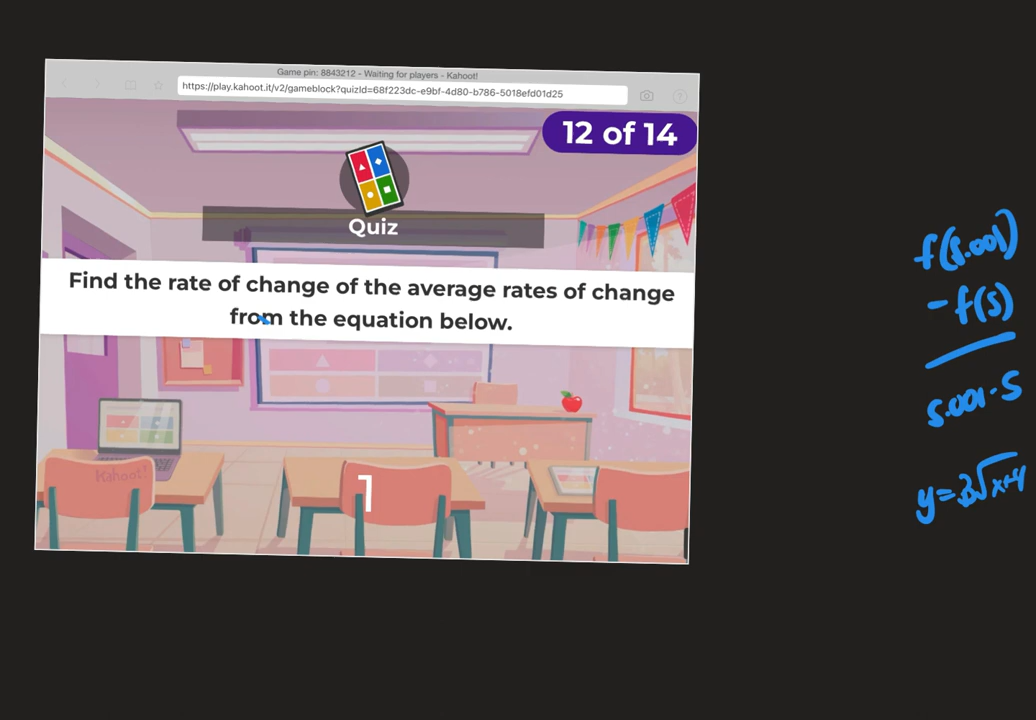 Game pin: 8843212 - Waiting for players - Kahoot!
https://play.kahoot.it/v2/gameblock?quizId=68f223dc-e9bf-4d80-b786-5018efd01d25
12 of 14
Quiz
Find the rate of change of the average rates of change
from the equation below.
Kahoot!
1
f(5.001)
- f(5)
5.001 - 5
y = 3√x+4